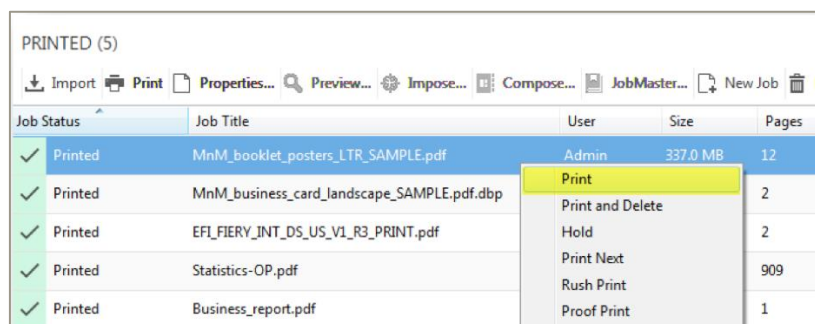 PRINTED (5)
Import Print Properties... Preview... Impose... Compose... JobMaster... New Job
Job Status Job Title User Size Pages
Printed MnM_booklet_posters_LTR_SAMPLE.pdf Admin 337.0 MB 12
Print
Printed MnM_business_card_landscape_SAMPLE.pdf.dbp 2
Print and Delete
Printed EFI_FIERY_INT_DS_US_V1_R3_PRINT.pdf Hold 2
Print Next
Printed Statistics-OP.pdf 909
Rush Print
Printed Business_report.pdf Proof Print 1